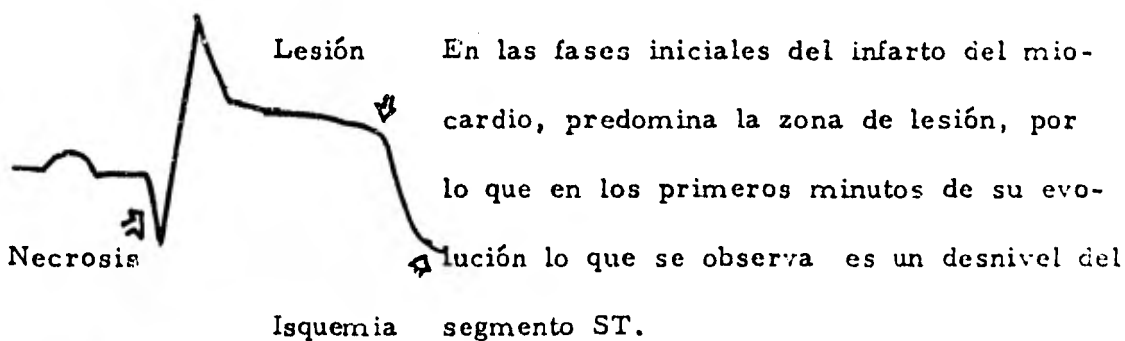 Lesión
En las fases iniciales del infarto del mio-
cardio, predomina la zona de lesión, por
lo que en los primeros minutos de su evo-
Necrosis
lución lo que se observa es un desnivel del
Isquemia
segmento ST.